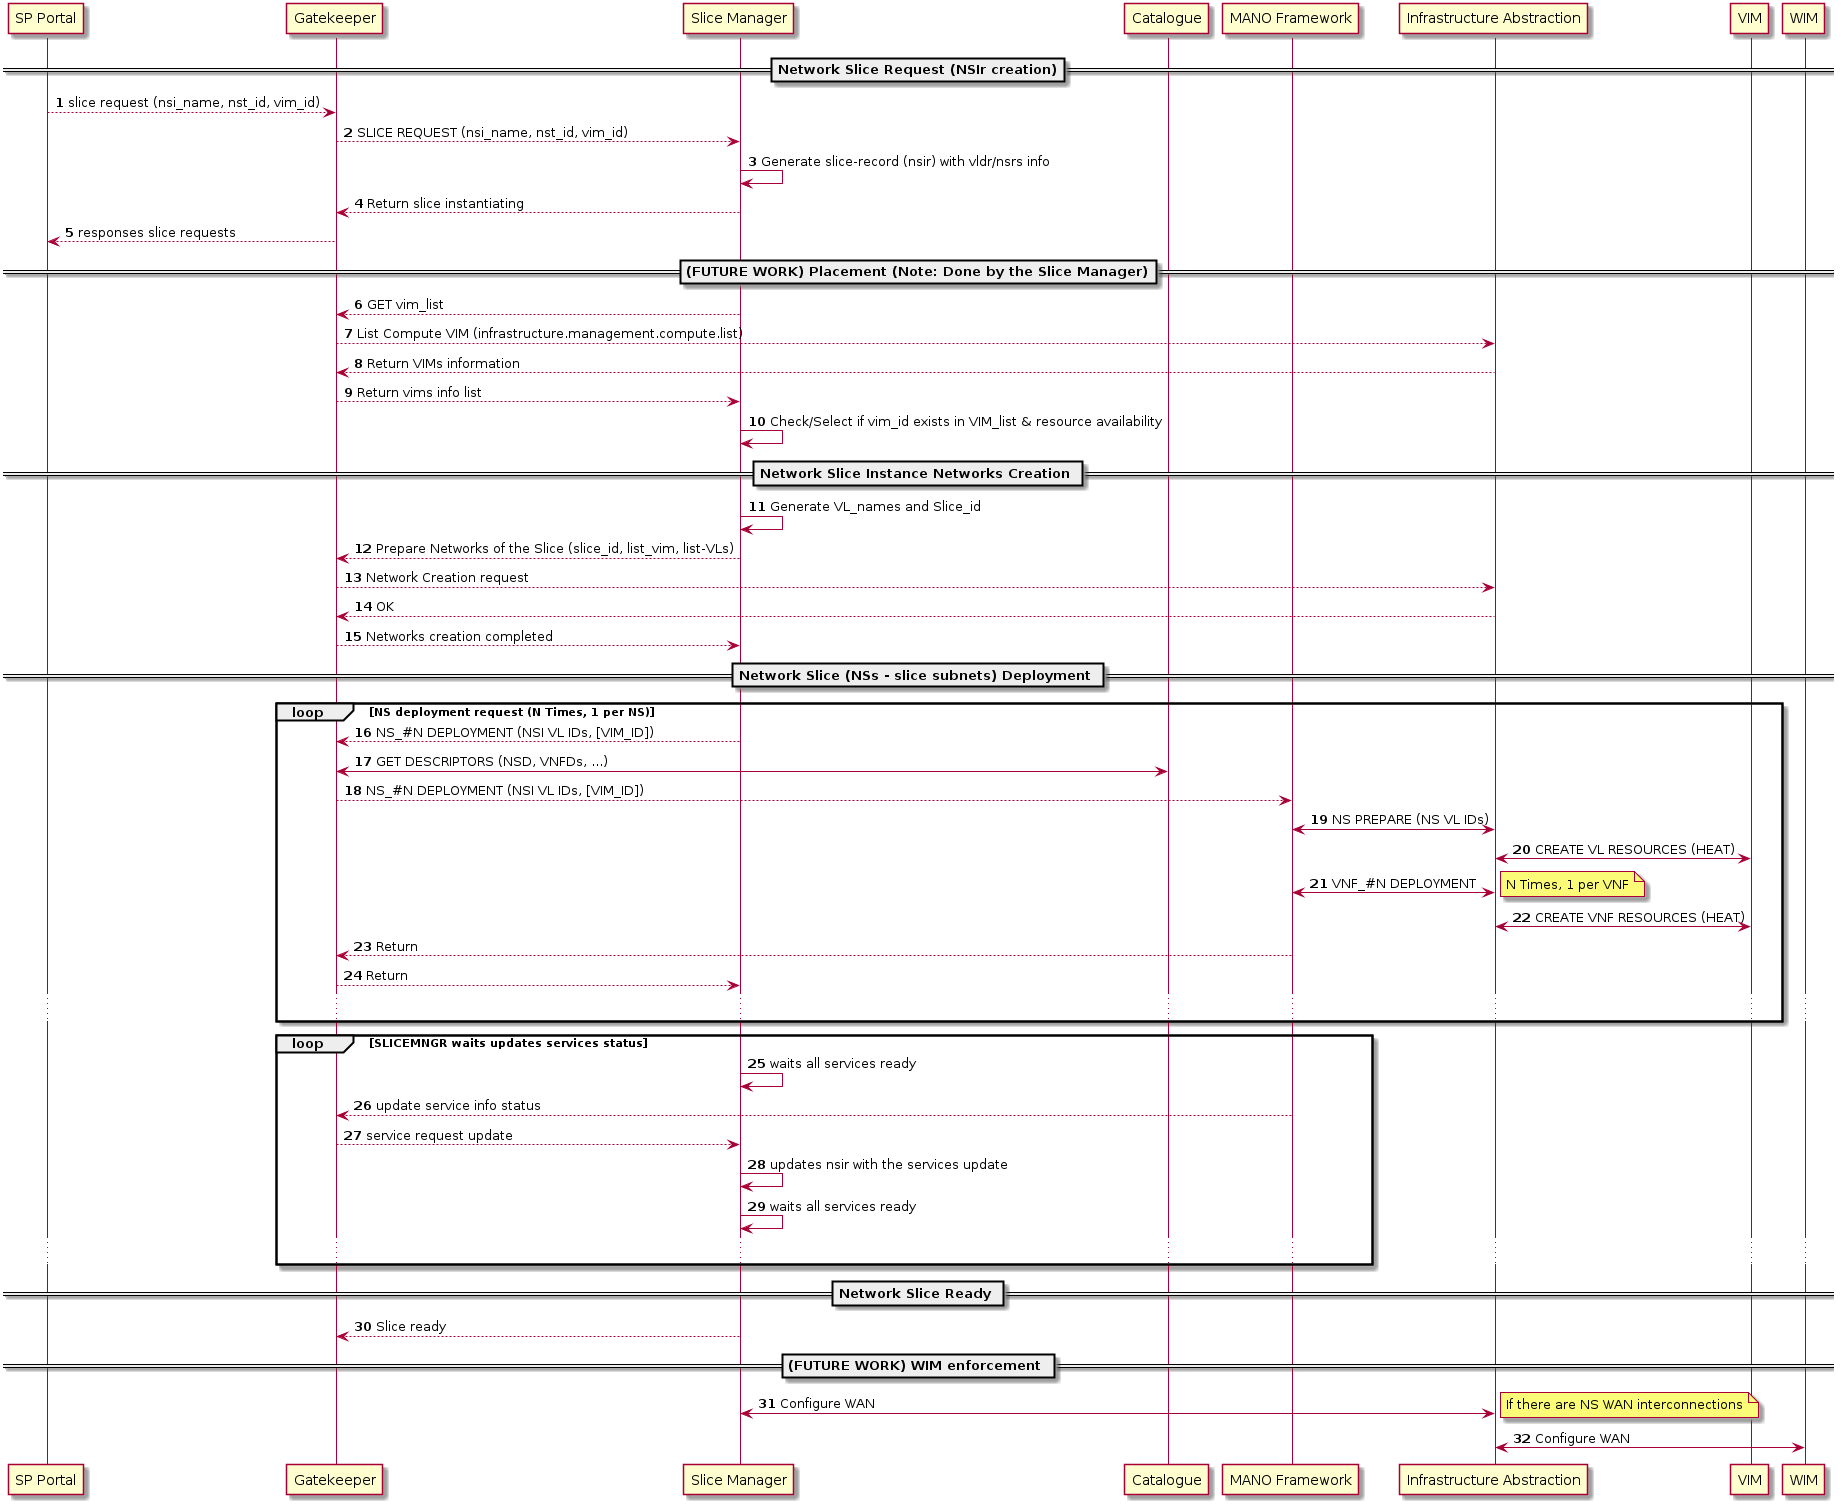 SP Portal
Gatekeeper
Slice Manager
Catalogue
MANO Framework
Infrastructure Abstraction
VIM
WIM
Network Slice Request (NSIr creation)
1 slice request (nsi_name, nst_id, vim_id)
2 SLICE REQUEST (nsi_name, nst_id, vim_id)
3 Generate slice-record (nsir) with vldr/nsrs info
4 Return slice instantiating
5 responses slice requests
(FUTURE WORK) Placement (Note: Done by the Slice Manager)
6 GET vim_list
7 List Compute VIM (infrastructure.management.compute.list)
8 Return VIMs information
9 Return vims info list
10 Check/Select if vim_id exists in VIM_list & resource availability
Network Slice Instance Networks Creation
11 Generate VL_names and Slice_id
12 Prepare Networks of the Slice (slice_id, list_vim, list-VLs)
13 Network Creation request
14 OK
15 Networks creation completed
Network Slice (NSs - slice subnets) Deployment
loop [NS deployment request (N Times, 1 per NS)]
16 NS_#N DEPLOYMENT (NSI VL IDs, [VIM_ID])
17 GET DESCRIPTORS (NSD, VNFDs, ...)
18 NS_#N DEPLOYMENT (NSI VL IDs, [VIM_ID])
19 NS PREPARE (NS VL IDs)
20 CREATE VL RESOURCES (HEAT)
21 VNF_#N DEPLOYMENT
N Times, 1 per VNF
22 CREATE VNF RESOURCES (HEAT)
23 Return
24 Return
loop [SLICEMNGR waits updates services status]
25 waits all services ready
26 update service info status
27 service request update
28 updates nsir with the services update
29 waits all services ready
Network Slice Ready
30 Slice ready
(FUTURE WORK) WIM enforcement
31 Configure WAN
If there are NS WAN interconnections
32 Configure WAN
SP Portal
Gatekeeper
Slice Manager
Catalogue
MANO Framework
Infrastructure Abstraction
VIM
WIM